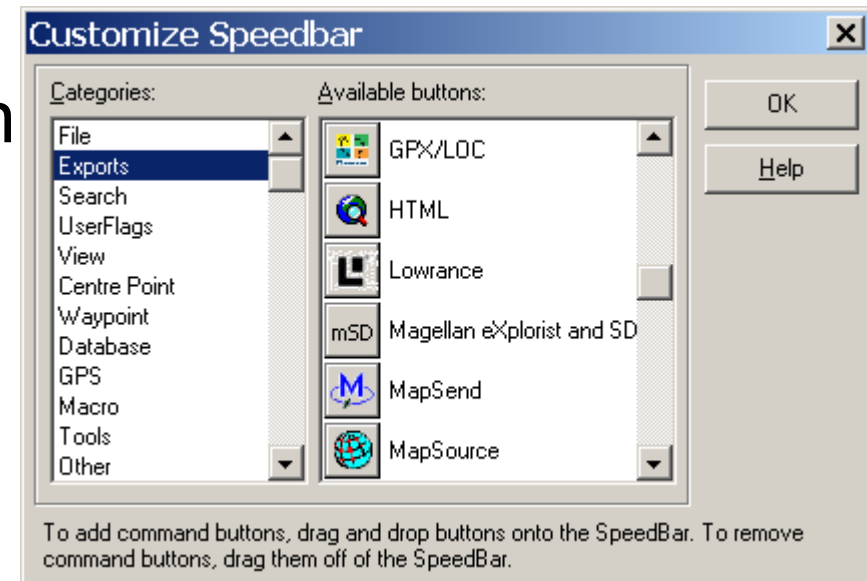 Customize Speedbar
n
Categories:
File
Exports
Search
UserFlags
View
Centre Point
Waypoint
Database
GPS
Macro
Tools
Other
Available buttons:
GPX/LOC
HTML
Lowrance
mSD Magellan eXplorist and SD
MapSend
MapSource
OK
Help
To add command buttons, drag and drop buttons onto the SpeedBar. To remove
command buttons, drag them off of the SpeedBar.